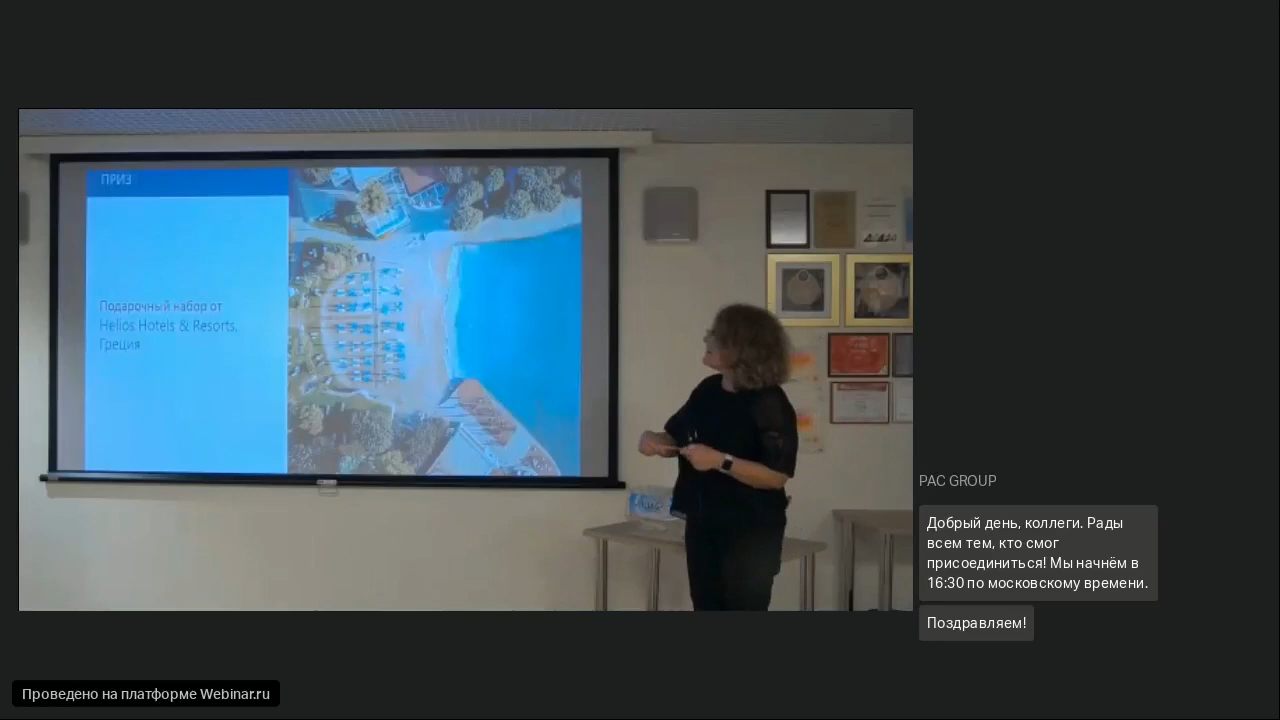 ПРИЗ
Подарочный набор от
Helios Hotels & Resorts,
Греция
PAC GROUP
Добрый день, коллеги. Рады
всем тем, кто смог
присоединиться! Мы начнём в
16:30 по московскому времени.
Поздравляем!
Проведено на платформе Webinar.ru